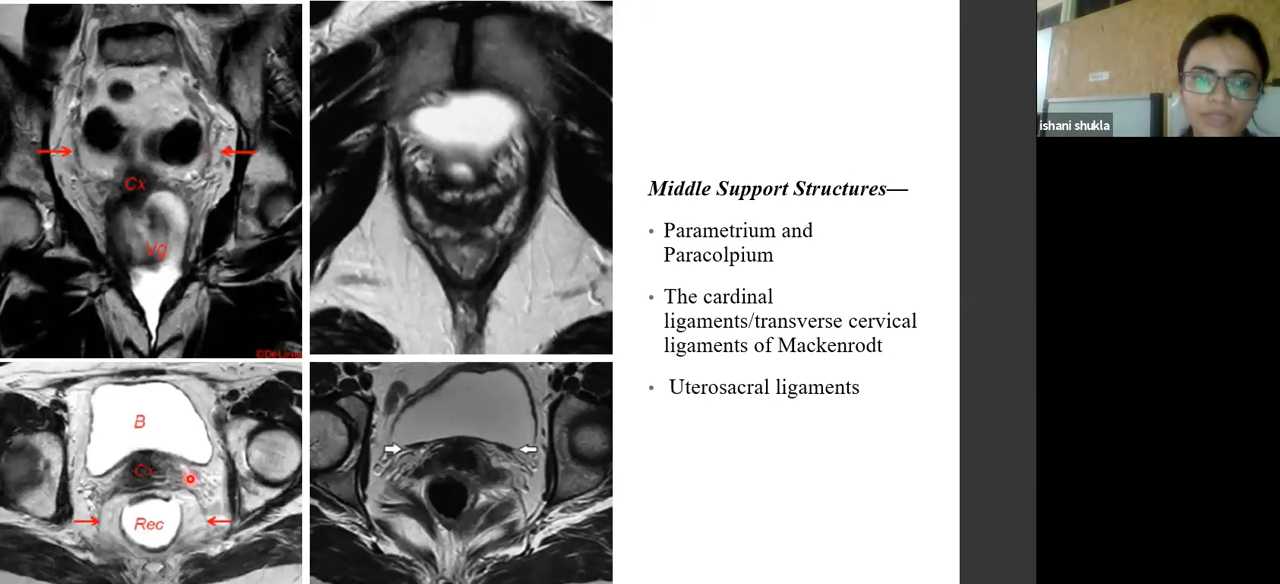 Cx
Vg
B
Cx
Rec
Middle Support Structures—
• Parametrium and
Paracolpium
• The cardinal
ligaments/transverse cervical
ligaments of Mackenrodt
• Uterosacral ligaments
ishani shukla